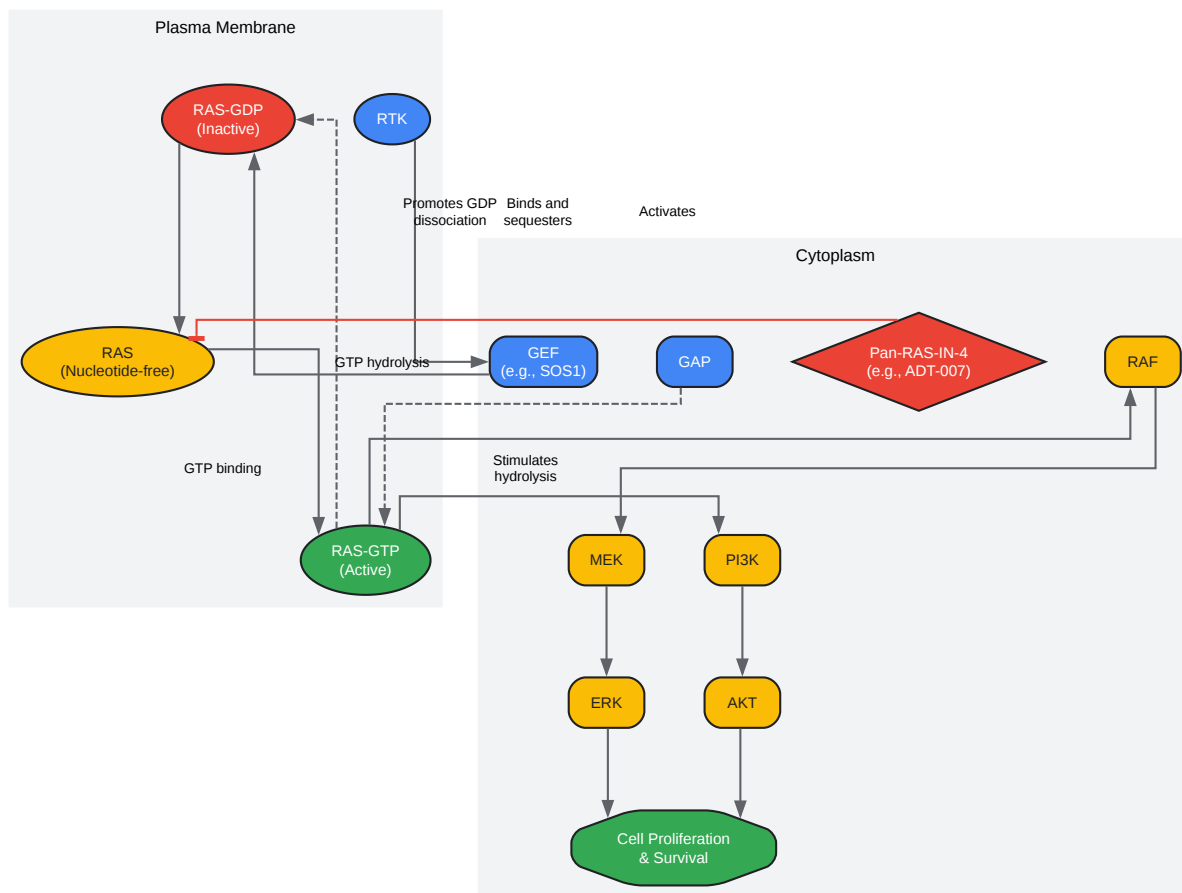 Plasma Membrane
RAS-GDP
(Inactive)
RTK
Promotes GDP
dissociation
Binds and
sequesters
Activates
Cytoplasm
RAS
(Nucleotide-free)
GTP hydrolysis
GEF
(e.g., SOS1)
GAP
Pan-RAS-IN-4
(e.g., ADT-007)
RAF
GTP binding
Stimulates
hydrolysis
RAS-GTP
(Active)
MEK
PI3K
ERK
AKT
Cell Proliferation
& Survival